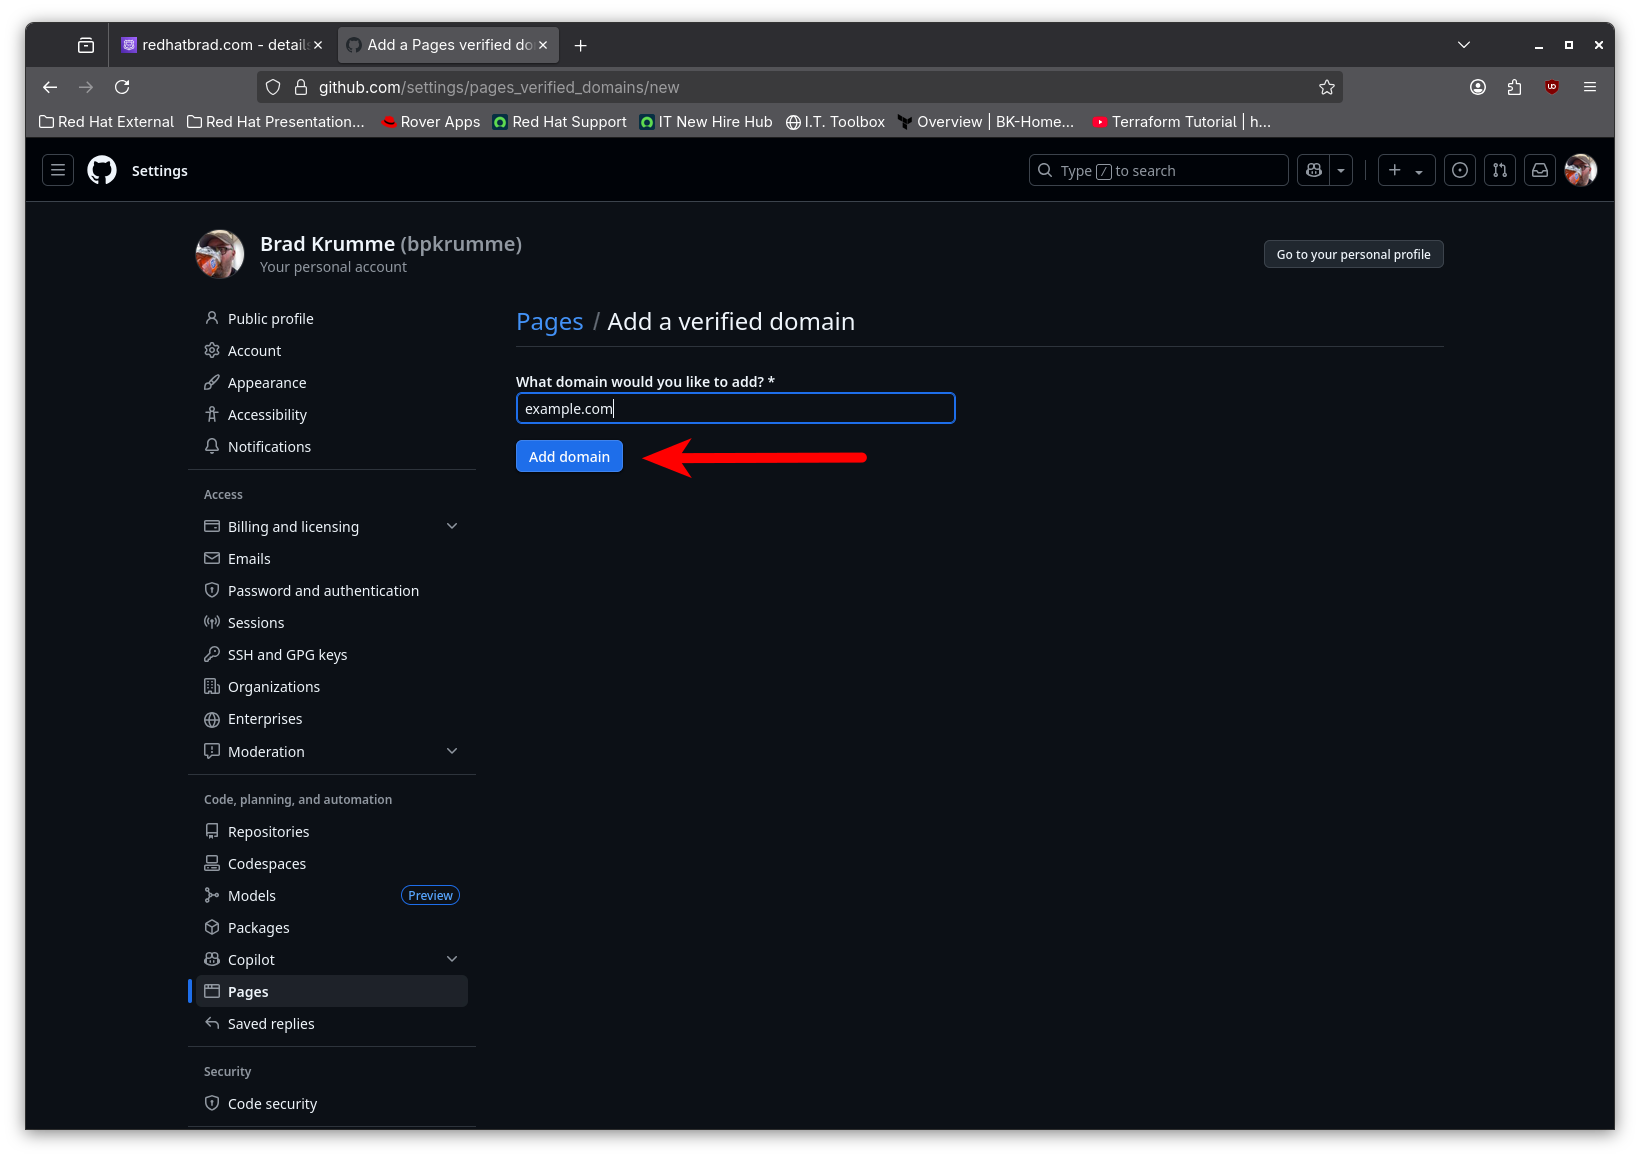 redhatbrad.com - details
Add a Pages verified do
github.com/settings/pages_verified_domains/new
Red Hat External
Red Hat Presentation...
Rover Apps
Red Hat Support
IT New Hire Hub
I.T. Toolbox
Overview | BK-Home...
Terraform Tutorial | h...
Settings
Type / to search
Brad Krumme (bpkrumme)
Your personal account
Go to your personal profile
Public profile
Account
Appearance
Accessibility
Notifications
Access
Billing and licensing
Emails
Password and authentication
Sessions
SSH and GPG keys
Organizations
Enterprises
Moderation
Code, planning, and automation
Repositories
Codespaces
Models
Preview
Packages
Copilot
Pages
Saved replies
Security
Code security
Pages / Add a verified domain
What domain would you like to add? *
example.com
Add domain